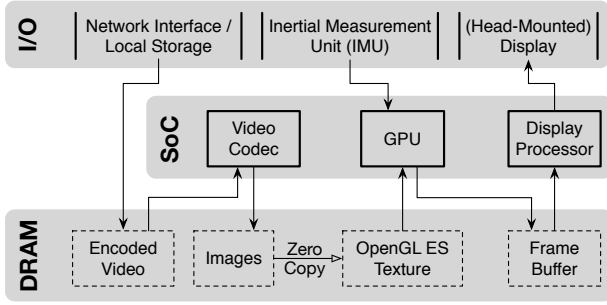 I/O
Network Interface /
Local Storage
Inertial Measurement
Unit (IMU)
(Head-Mounted)
Display
SoC
Video
Codec
GPU
Display
Processor
DRAM
Encoded
Video
Images
Zero
Copy
OpenGL ES
Texture
Frame
Buffer